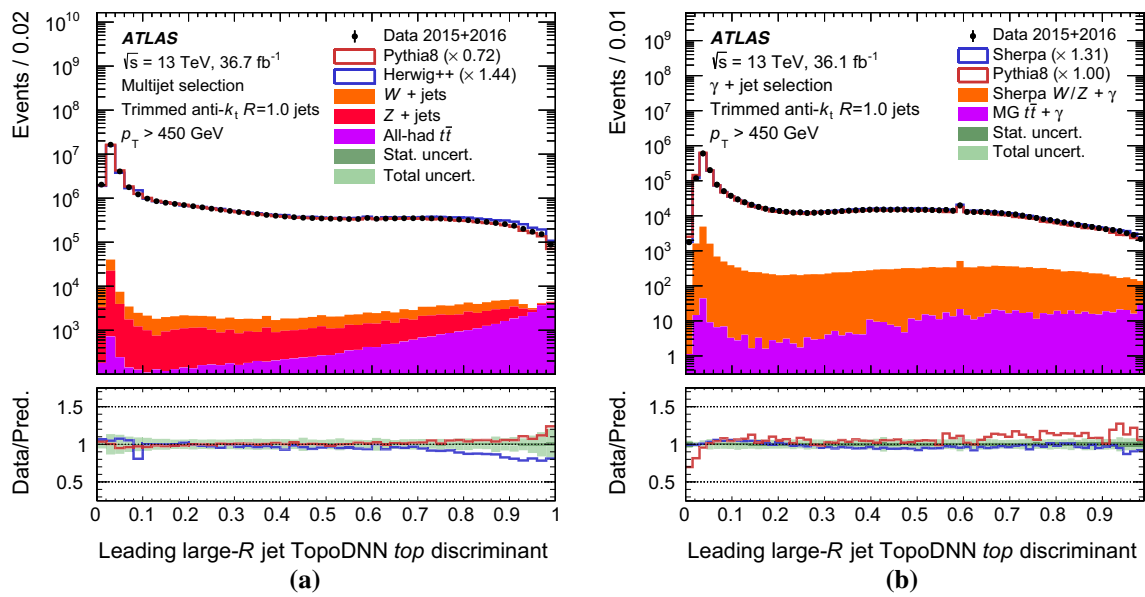 Events / 0.02
10¹⁰
10⁹
10⁸
10⁷
10⁶
10⁵
10⁴
10³
ATLAS
√s = 13 TeV, 36.7 fb⁻¹
Multijet selection
Trimmed anti-kₜ R=1.0 jets
p_T > 450 GeV
Data 2015+2016
Pythia8 (× 0.72)
Herwig++ (× 1.44)
W + jets
Z + jets
All-had tt̄
Stat. uncert.
Total uncert.
Data/Pred.
1.5
1
0.5
0 0.1 0.2 0.3 0.4 0.5 0.6 0.7 0.8 0.9 1
Leading large-R jet TopoDNN top discriminant
(a)
Events / 0.01
10⁹
10⁸
10⁷
10⁶
10⁵
10⁴
10³
10²
10
1
ATLAS
√s = 13 TeV, 36.1 fb⁻¹
γ + jet selection
Trimmed anti-kₜ R=1.0 jets
p_T > 450 GeV
Data 2015+2016
Sherpa (× 1.31)
Pythia8 (× 1.00)
Sherpa W/Z + γ
MG tt̄ + γ
Stat. uncert.
Total uncert.
Data/Pred.
1.5
1
0.5
0 0.1 0.2 0.3 0.4 0.5 0.6 0.7 0.8 0.9
Leading large-R jet TopoDNN top discriminant
(b)